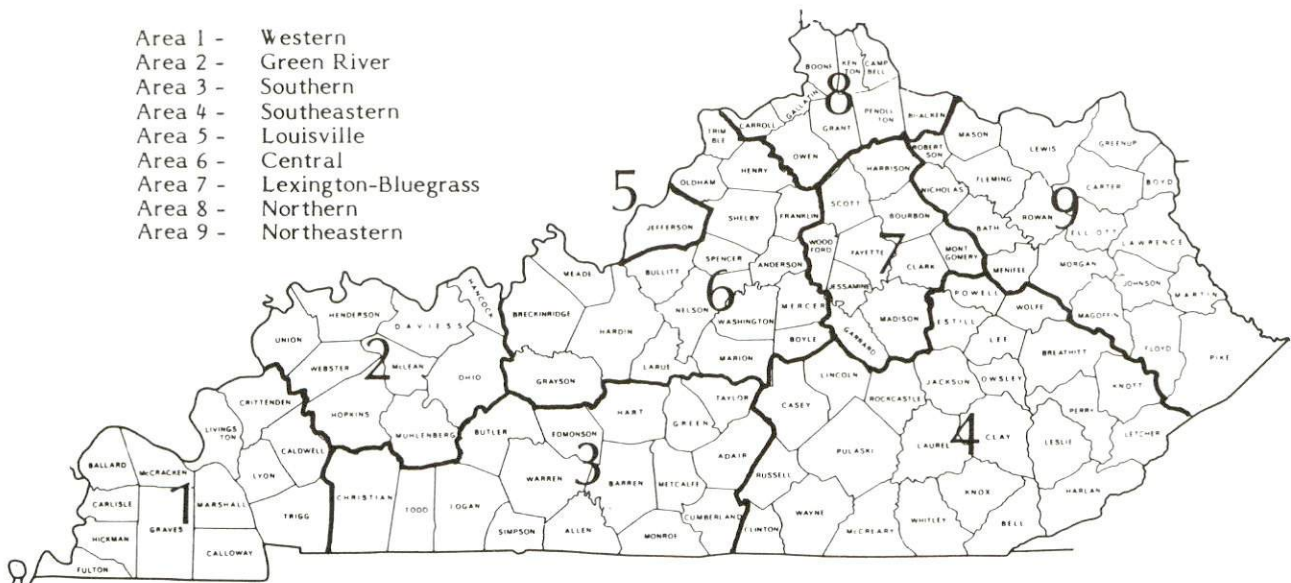 Area 1 - Western
Area 2 - Green River
Area 3 - Southern
Area 4 - Southeastern
Area 5 - Louisville
Area 6 - Central
Area 7 - Lexington-Bluegrass
Area 8 - Northern
Area 9 - Northeastern
BOONE
KEN
TON
CAMP
BELL
8
GALLATIN
CARROLL
GRANT
PENDLE
TON
BRACKEN
TRIM
BLE
OWEN
MASON
LEWIS
GREENUP
ROBERT
SON
HENRY
HARRISON
FLEMING
CARTER
BOYD
5
OLDHAM
NICHOLAS
9
SCOTT
BOURBON
ROWAN
ELLIOTT
SHELBY
FRANKLIN
JEFFERSON
BATH
LAWRENCE
WOOD
FORD
FAYETTE
7
MONT
GOMERY
SPENCER
ANDERSON
CLARK
MENIFEE
MORGAN
MEADE
BULLITT
6
JESSAMINE
POWELL
JOHNSON
MARTIN
HANCOCK
HENDERSON
DAVIESS
BRECKINRIDGE
NELSON
MERCER
WASHINGTON
MADISON
ESTILL
WOLFE
MAGOFFIN
UNION
HARDIN
BOYLE
GARRARD
LEE
FLOYD
PIKE
WEBSTER
2
MCLEAN
OHIO
LARUE
MARION
BREATHITT
GRAYSON
LINCOLN
JACKSON
OWSLEY
KNOTT
CRITTENDEN
HOPKINS
MUHLENBERG
BUTLER
EDMONSON
HART
TAYLOR
GREEN
CASEY
ROCKCASTLE
PERRY
LIVINGS
TON
CALDWELL
4
LAUREL
CLAY
LESLIE
LETCHER
BALLARD
MCCRACKEN
LYON
WARREN
3
BARREN
METCALFE
ADAIR
RUSSELL
PULASKI
CARLISLE
1
GRAVES
MARSHALL
TRIGG
CHRISTIAN
TODD
LOGAN
KNOX
HARLAN
HICKMAN
CALLOWAY
SIMPSON
ALLEN
MONROE
CUMBERLAND
CLINTON
WAYNE
MCCREARY
WHITLEY
BELL
FULTON